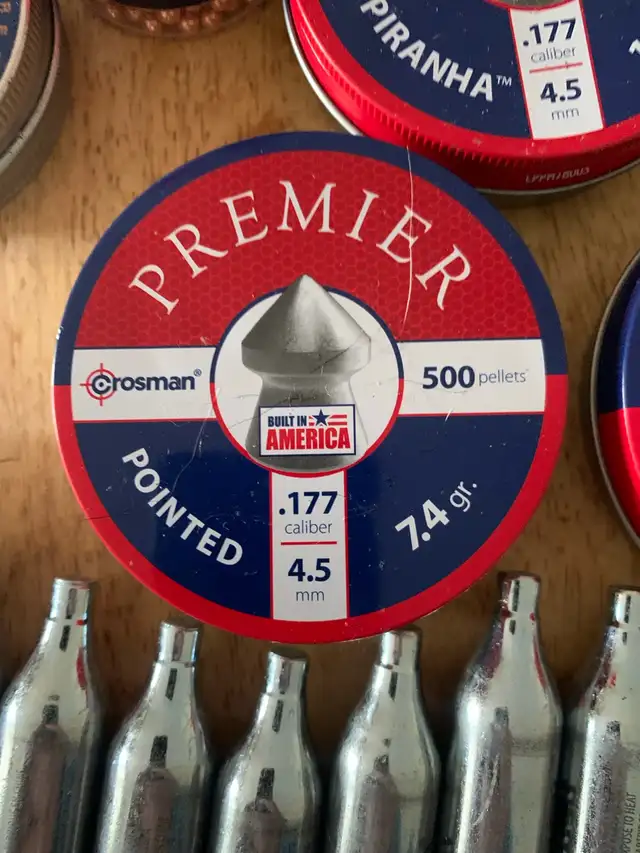 PIRANHA™
.177
caliber
4.5
mm
PREMIER
Crosman®
500 pellets
BUILT IN
AMERICA
POINTED
.177
caliber
4.5
mm
7.4 gr.